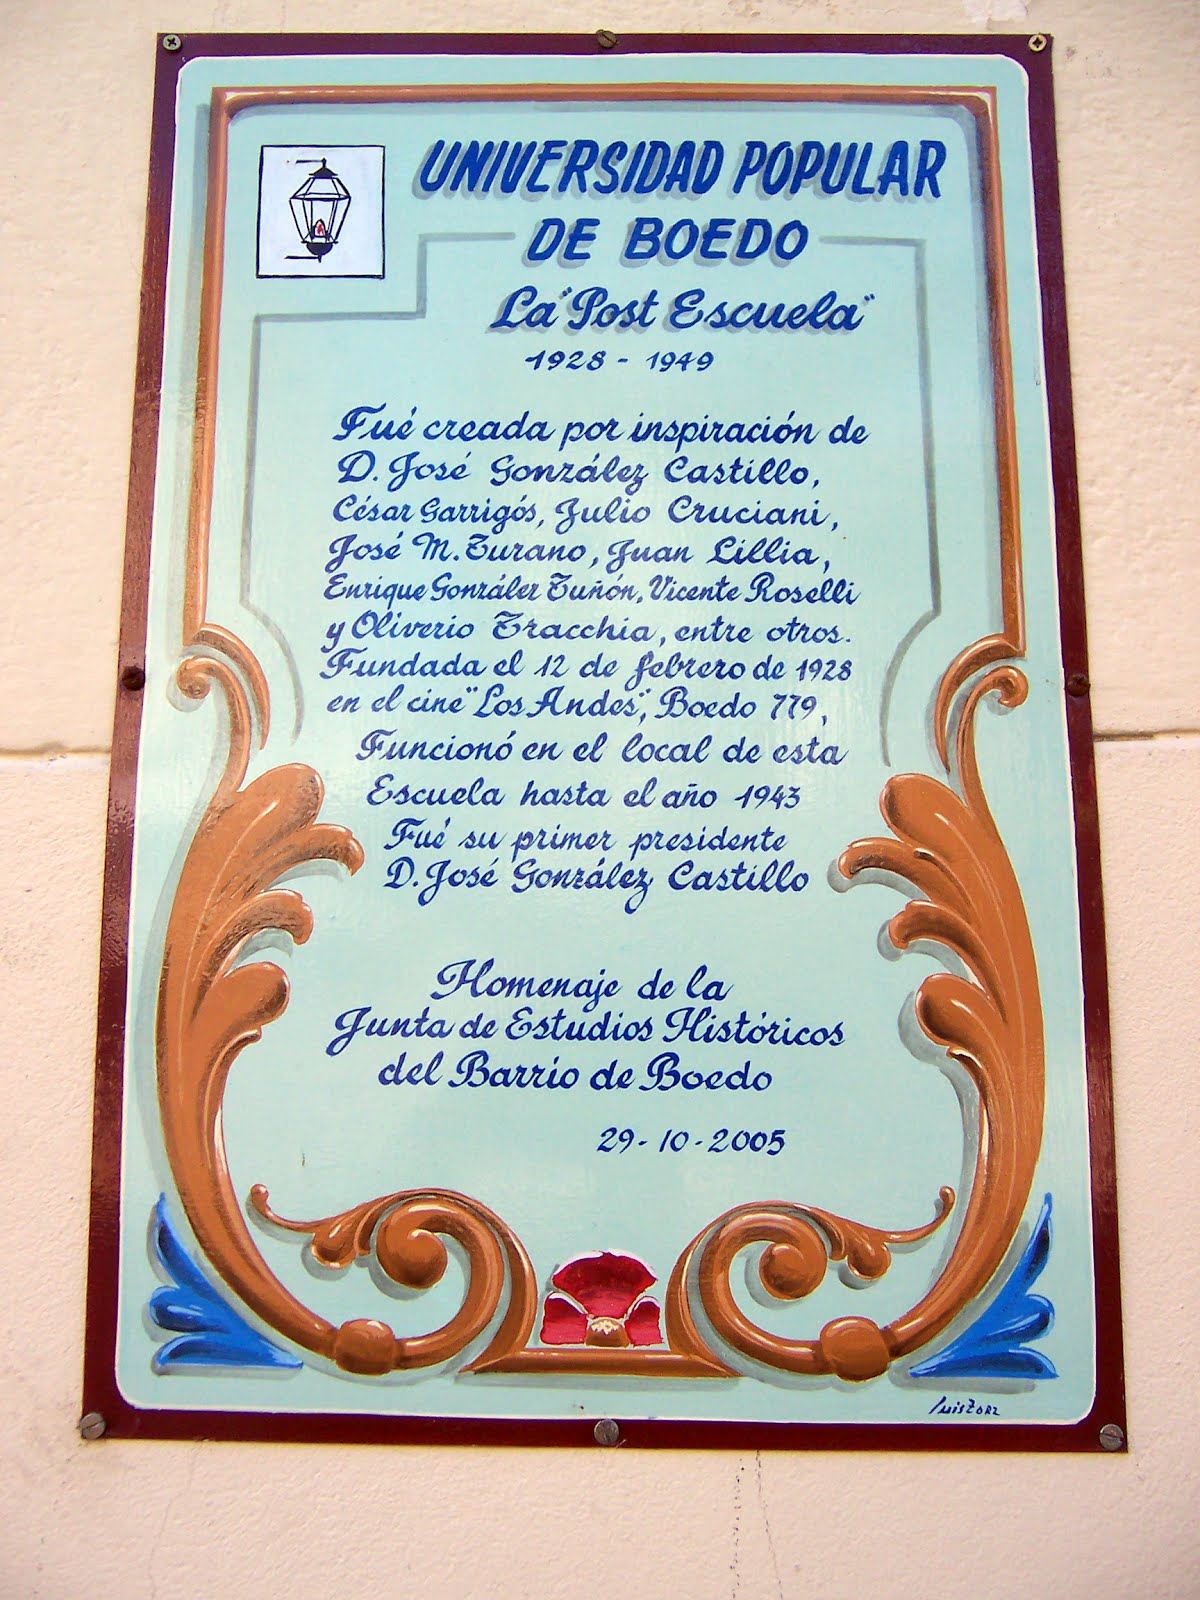 UNIVERSIDAD POPULAR
DE BOEDO
La "Post Escuela"
1928 - 1949
Fué creada por inspiración de
D. José González Castillo,
César Garrigós, Julio Cruciani,
José M. Turano, Juan Lillia,
Enrique González Tuñón, Vicente Roselli
y Oliverio Tracchia, entre otros.
Fundada el 12 de febrero de 1928
en el cine "Los Andes", Boedo 779,
Funcionó en el local de esta
Escuela hasta el año 1943
Fué su primer presidente
D. José González Castillo
Homenaje de la
Junta de Estudios Históricos
del Barrio de Boedo
29-10-2005
Luis Zorz